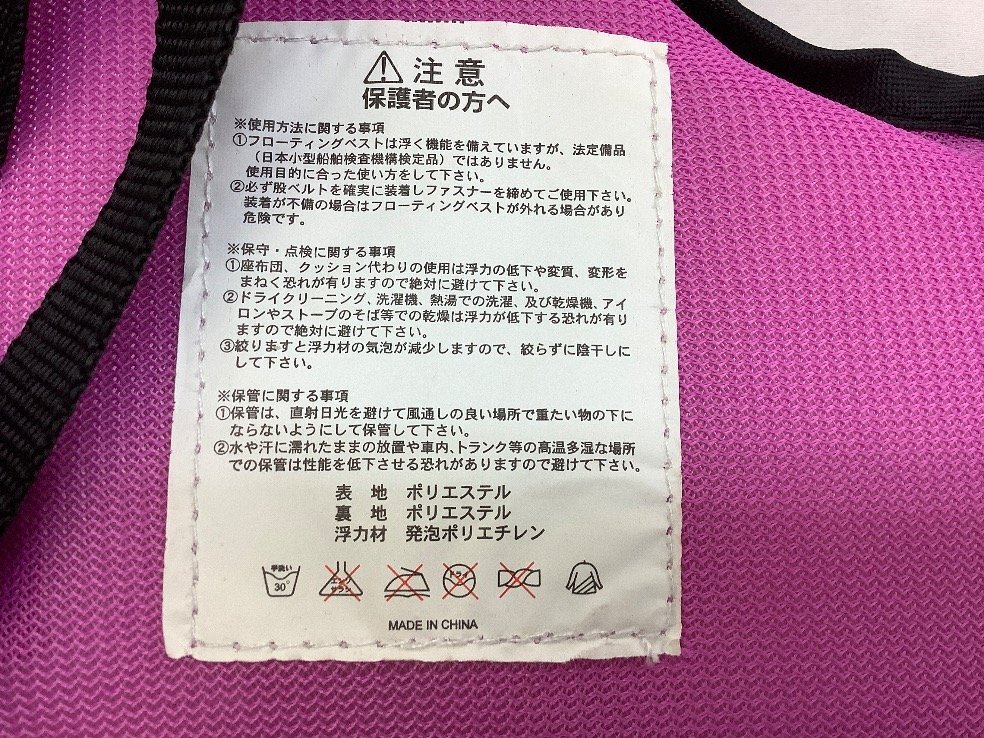 注意
保護者の方へ
※使用方法に関する事項
①フローティングベストは浮く機能を備えていますが、法定備品
(日本小型船舶検査機構検定品)ではありません。
使用目的に合った使い方をして下さい。
②必ず股ベルトを確実に装着しファスナーを締めてご使用下さい。
装着が不備の場合はフローティングベストが外れる場合があり
危険です。
※保守・点検に関する事項
①座布団、クッション代わりの使用は浮力の低下や変質、変形を
まねく恐れが有りますので絶対に避けて下さい。
②ドライクリーニング、洗濯機、熱湯での洗濯、及び乾燥機、アイ
ロンやストーブのそば等での乾燥は浮力が低下する恐れが有り
ますので絶対に避けて下さい。
③絞りますと浮力材の気泡が減少しますので、絞らずに陰干しに
して下さい。
※保管に関する事項
①保管は、直射日光を避けて風通しの良い場所で重たい物の下に
ならないようにして保管して下さい。
②水や汗に濡れたままの放置や車内、トランク等の高温多湿な場所
での保管は性能を低下させる恐れがありますので避けて下さい。
表 地 ポリエステル
裏 地 ポリエステル
浮力材 発泡ポリエチレン
手洗い 30° サラシ ドライ
MADE IN CHINA